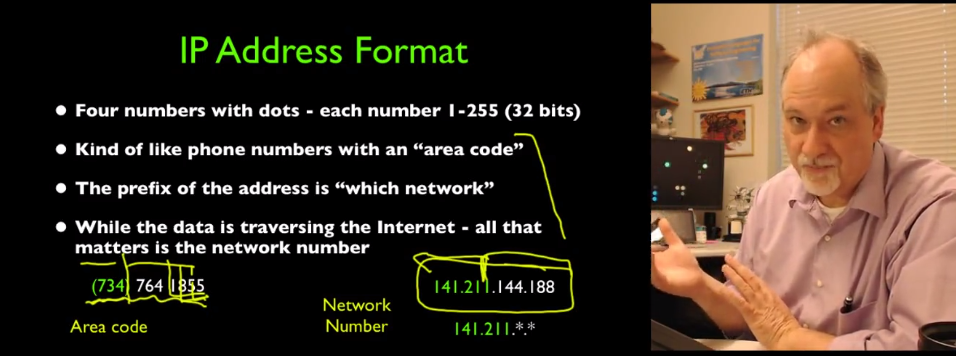 IP Address Format
• Four numbers with dots - each number 1-255 (32 bits)
• Kind of like phone numbers with an “area code”
• The prefix of the address is “which network”
• While the data is traversing the Internet - all that
matters is the network number
(734) 764 1855
Area code
141.211.144.188
Network
Number
141.211.*.*